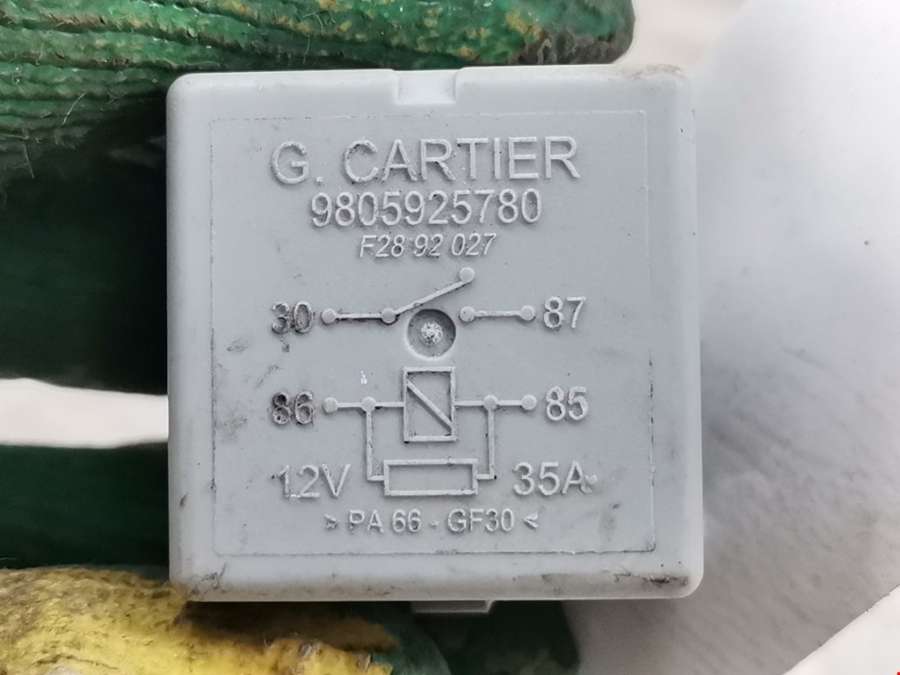 G. CARTIER
9805925780
F28 92 027
30 87
86 85
12V 35A
> PA 66 - GF30 <